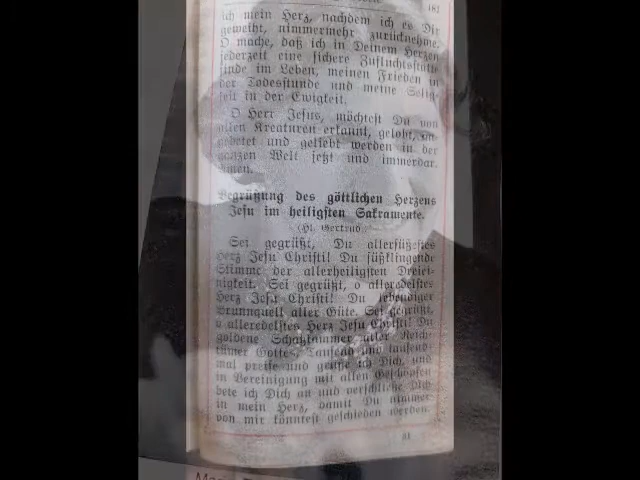 181
ich mein Herz, nachdem ich es Dir
geweiht, nimmermehr zurücknehme.
O mache, daß ich in Deinem Herzen
jederzeit eine sichere Zufluchtsstätte
finde im Leben, meinen Frieden in
der Todesstunde und meine Selig-
keit in der Ewigkeit.
O Herr Jesus, möchtest Du von
allen Kreaturen erkannt, gelobt, an-
gebetet und geliebt werden in der
ganzen Welt jetzt und immerdar.
Amen.
Begrüßung des göttlichen Herzens
Jesu im heiligsten Sakramente.
(Hl. Gertrud.)
Sei gegrüßt, Du allersüßestes
Herz Jesu Christi! Du süßklingende
Stimme der allerheiligsten Dreiei-
nigkeit. Sei gegrüßt, o alleredelstes
Herz Jesu Christi! Du lebendiger
Brunnquell aller Güte. Sei gegrüßt,
o alleredelstes Herz Jesu Christi! Du
goldene Schatzkammer aller Reich-
tümer Gottes. Tausend und tausend-
mal preise und grüße ich Dich und
in Vereinigung mit allen Geschöpfen
bete ich Dich an und verschließe Dich
in mein Herz, damit Du nimmer
von mir könntest geschieden werden.